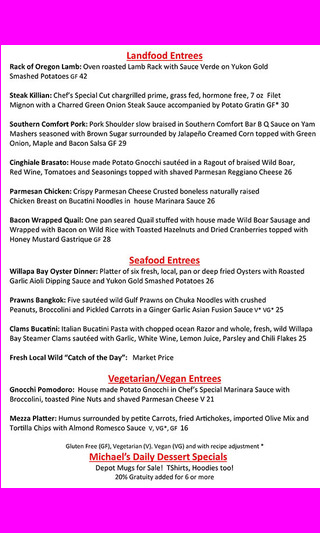 Landfood Entrees
Rack of Oregon Lamb: Oven roasted Lamb Rack with Sauce Verde on Yukon Gold
Smashed Potatoes GF 42
Steak Killian: Chef's Special Cut chargrilled prime, grass fed, hormone free, 7 oz Filet
Mignon with a Charred Green Onion Steak Sauce accompanied by Potato Gratin GF* 30
Southern Comfort Pork: Pork Shoulder slow braised in Southern Comfort Bar B Q Sauce on Yam
Mashers seasoned with Brown Sugar surrounded by Jalapeño Creamed Corn topped with Green
Onion, Maple and Bacon Salsa GF 29
Cinghiale Brasato: House made Potato Gnocchi sautéed in a Ragout of braised Wild Boar,
Red Wine, Tomatoes and Seasonings topped with shaved Parmesan Reggiano Cheese 26
Parmesan Chicken: Crispy Parmesan Cheese Crusted boneless naturally raised
Chicken Breast on Bucatini Noodles in house Marinara Sauce 26
Bacon Wrapped Quail: One pan seared Quail stuffed with house made Wild Boar Sausage and
Wrapped with Bacon on Wild Rice with Toasted Hazelnuts and Dried Cranberries topped with
Honey Mustard Gastrique GF 28
Seafood Entrees
Willapa Bay Oyster Dinner: Platter of six fresh, local, pan or deep fried Oysters with Roasted
Garlic Aioli Dipping Sauce and Yukon Gold Smashed Potatoes 26
Prawns Bangkok: Five sautéed wild Gulf Prawns on Chuka Noodles with crushed
Peanuts, Broccolini and Pickled Carrots in a Ginger Garlic Asian Fusion Sauce V* VG* 25
Clams Bucatini: Italian Bucatini Pasta with chopped ocean Razor and whole, fresh, wild Willapa
Bay Steamer Clams sautéed with Garlic, White Wine, Lemon Juice, Parsley and Chili Flakes 25
Fresh Local Wild "Catch of the Day": Market Price
Vegetarian/Vegan Entrees
Gnocchi Pomodoro: House made Potato Gnocchi in Chef's Special Marinara Sauce with
Broccolini, toasted Pine Nuts and shaved Parmesan Cheese V 21
Mezza Platter: Humus surrounded by petite Carrots, fried Artichokes, imported Olive Mix and
Tortilla Chips with Almond Romesco Sauce V, VG*, GF 16
Gluten Free (GF), Vegetarian (V). Vegan (VG) and with recipe adjustment *
Michael's Daily Dessert Specials
Depot Mugs for Sale! TShirts, Hoodies too!
20% Gratuity added for 6 or more